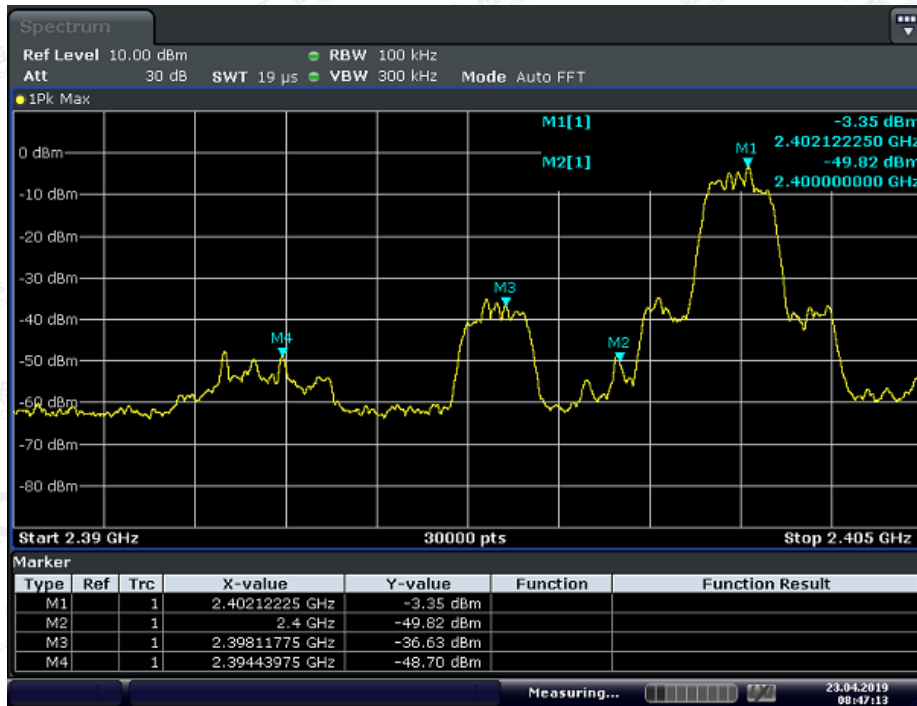 Spectrum
Ref Level 10.00 dBm RBW 100 kHz
Att 30 dB SWT 19 µs VBW 300 kHz Mode Auto FFT
1Pk Max
M1[1] -3.35 dBm
2.402122250 GHz
M2[1] -49.82 dBm
2.400000000 GHz
M1
M3
M4
M2
0 dBm
-10 dBm
-20 dBm
-30 dBm
-40 dBm
-50 dBm
-60 dBm
-70 dBm
-80 dBm
Start 2.39 GHz 30000 pts Stop 2.405 GHz
Marker
Type Ref Trc X-value Y-value Function Function Result
M1 1 2.40212225 GHz -3.35 dBm
M2 1 2.4 GHz -49.82 dBm
M3 1 2.39811775 GHz -36.63 dBm
M4 1 2.39443975 GHz -48.70 dBm
Measuring... 23.04.2019
08:47:13